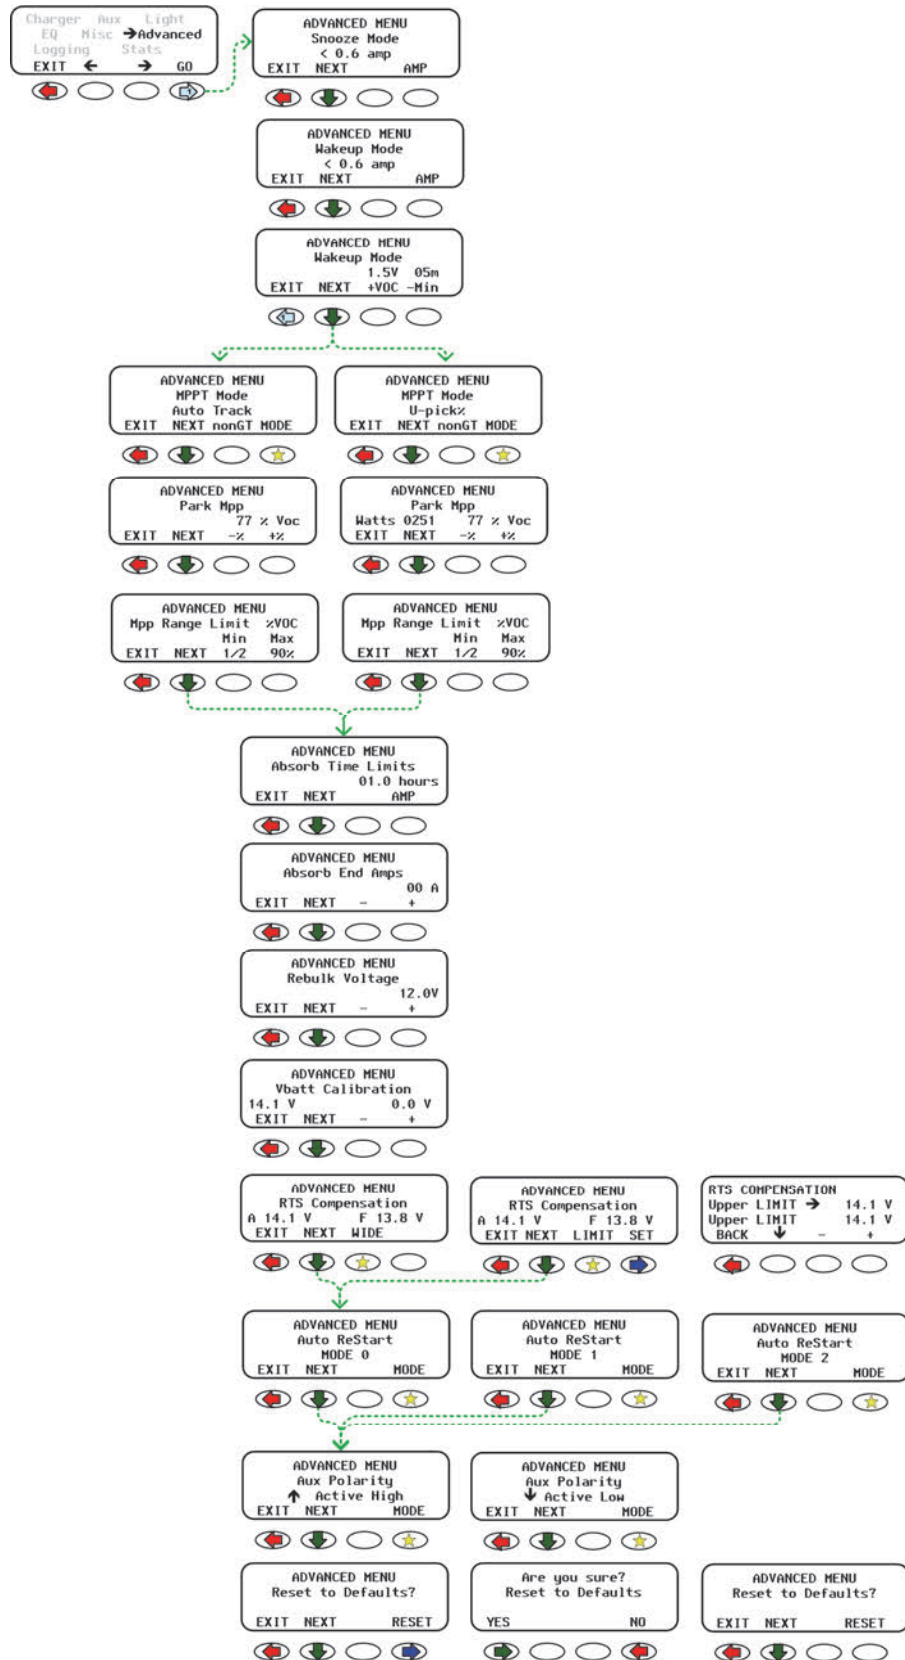 Charger Aux Light
EQ Misc →Advanced
Logging Stats
EXIT ← → GO
ADVANCED MENU
Snooze Mode
< 0.6 amp
EXIT NEXT AMP
ADVANCED MENU
Wakeup Mode
< 0.6 amp
EXIT NEXT AMP
ADVANCED MENU
Wakeup Mode
1.5V 05m
EXIT NEXT +VOC -Min
ADVANCED MENU
MPPT Mode
Auto Track
EXIT NEXT nonGT MODE
ADVANCED MENU
MPPT Mode
U-pick%
EXIT NEXT nonGT MODE
ADVANCED MENU
Park Mpp
77 % Voc
EXIT NEXT -% +%
ADVANCED MENU
Park Mpp
Watts 0251 77 % Voc
EXIT NEXT -% +%
ADVANCED MENU
Mpp Range Limit %VOC
Min Max
EXIT NEXT 1/2 90%
ADVANCED MENU
Mpp Range Limit %VOC
Min Max
EXIT NEXT 1/2 90%
ADVANCED MENU
Absorb Time Limits
01.0 hours
EXIT NEXT AMP
ADVANCED MENU
Absorb End Amps
00 A
EXIT NEXT - +
ADVANCED MENU
Rebulk Voltage
12.0V
EXIT NEXT - +
ADVANCED MENU
Vbatt Calibration
14.1 V 0.0 V
EXIT NEXT - +
ADVANCED MENU
RTS Compensation
A 14.1 V F 13.8 V
EXIT NEXT WIDE
ADVANCED MENU
RTS Compensation
A 14.1 V F 13.8 V
EXIT NEXT LIMIT SET
RTS COMPENSATION
Upper LIMIT → 14.1 V
Upper LIMIT 14.1 V
BACK ↓ - +
ADVANCED MENU
Auto ReStart
MODE 0
EXIT NEXT MODE
ADVANCED MENU
Auto ReStart
MODE 1
EXIT NEXT MODE
ADVANCED MENU
Auto ReStart
MODE 2
EXIT NEXT MODE
ADVANCED MENU
Aux Polarity
↑ Active High
EXIT NEXT MODE
ADVANCED MENU
Aux Polarity
↓ Active Low
EXIT NEXT MODE
ADVANCED MENU
Reset to Defaults?
EXIT NEXT RESET
Are you sure?
Reset to Defaults
YES NO
ADVANCED MENU
Reset to Defaults?
EXIT NEXT RESET